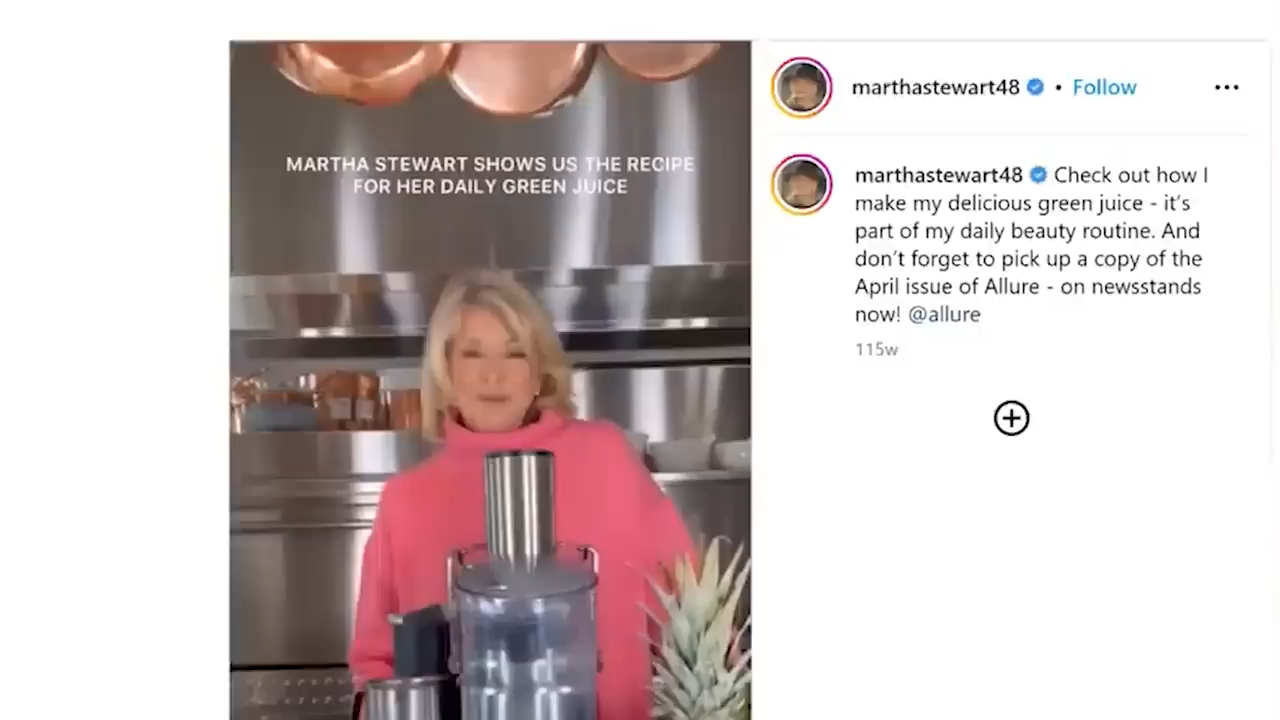 MARTHA STEWART SHOWS US THE RECIPE
FOR HER DAILY GREEN JUICE
marthastewart48 • Follow
marthastewart48 Check out how I
make my delicious green juice - it's
part of my daily beauty routine. And
don't forget to pick up a copy of the
April issue of Allure - on newsstands
now! @allure
115w